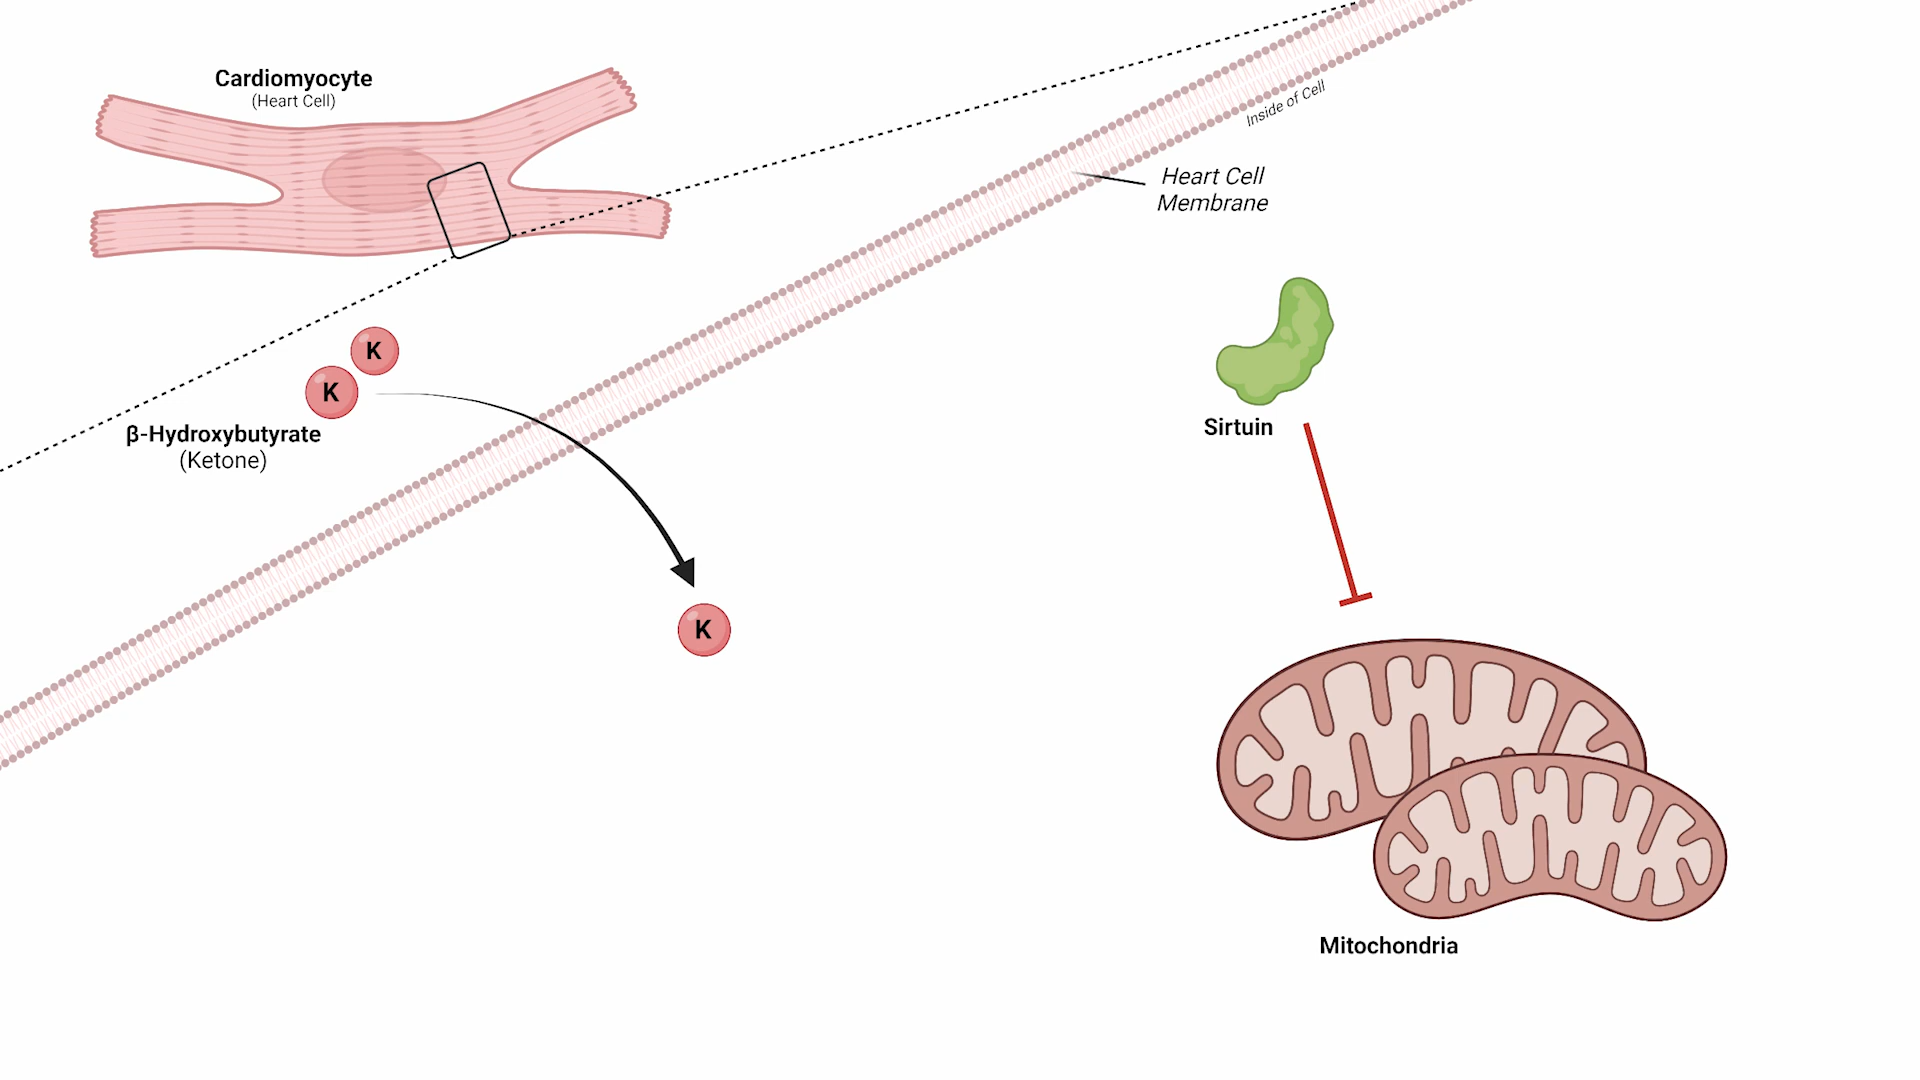 Cardiomyocyte
(Heart Cell)
Inside of Cell
Heart Cell
Membrane
K
K
β-Hydroxybutyrate
(Ketone)
Sirtuin
K
Mitochondria